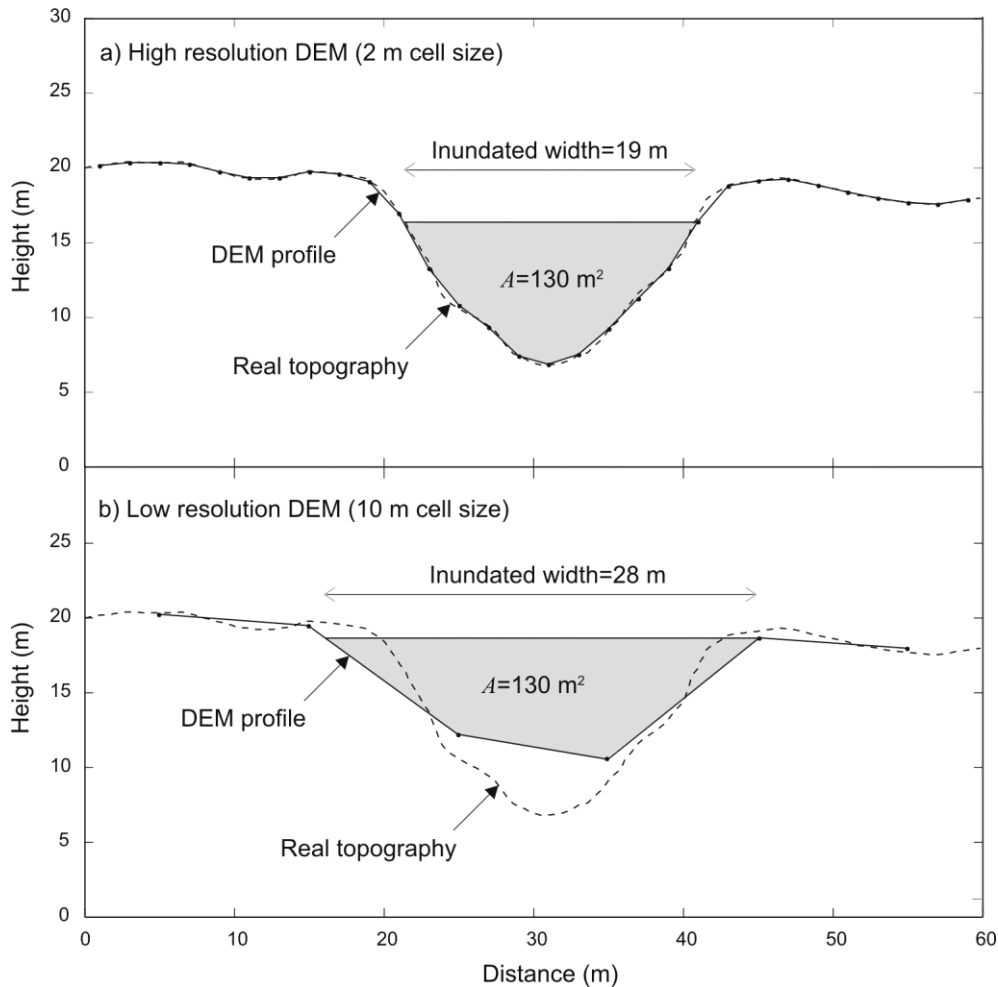 30
a) High resolution DEM (2 m cell size)
25
Inundated width=19 m
20
DEM profile
15
A=130 m²
10
Real topography
5
0
Height (m)
b) Low resolution DEM (10 m cell size)
25
Inundated width=28 m
20
A=130 m²
15
DEM profile
10
Real topography
5
0
Height (m)
0 10 20 30 40 50 60
Distance (m)